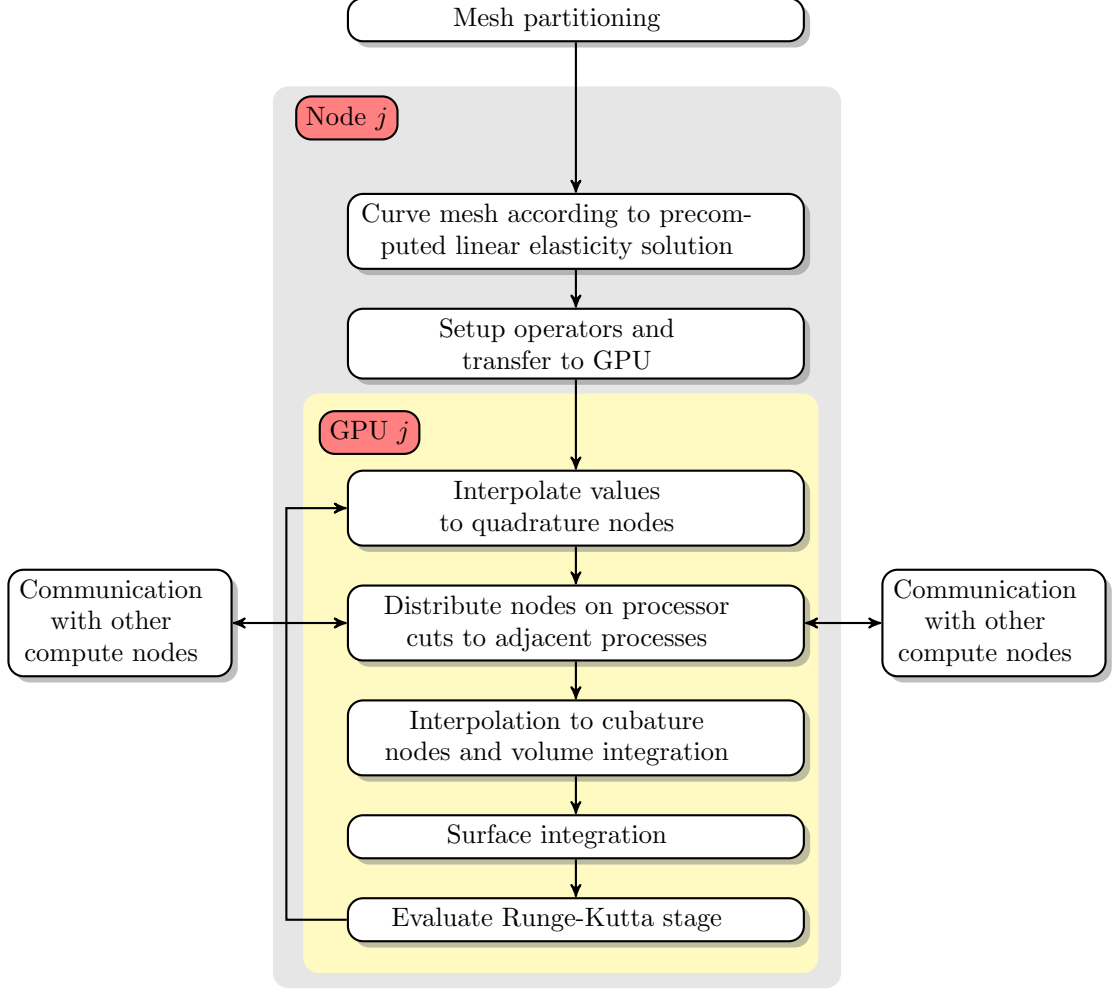 Mesh partitioning
Node j
Curve mesh according to precom-
puted linear elasticity solution
Setup operators and
transfer to GPU
GPU j
Interpolate values
to quadrature nodes
Communication
with other
compute nodes
Distribute nodes on processor
cuts to adjacent processes
Communication
with other
compute nodes
Interpolation to cubature
nodes and volume integration
Surface integration
Evaluate Runge-Kutta stage